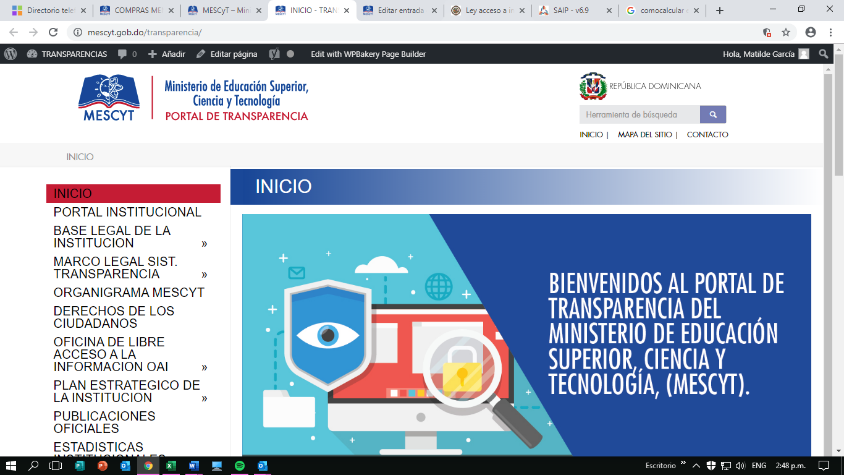 Directorio telef
COMPRAS ME
MESCyT – Min
INICIO - TRAN
Editar entrada
Ley acceso a in
SAIP - v6.9
comocalcular
mescyt.gob.do/transparencia/
TRANSPARENCIAS
0
Añadir
Editar página
Edit with WPBakery Page Builder
Hola, Matilde García
MESCYT
Ministerio de Educación Superior,
Ciencia y Tecnología
PORTAL DE TRANSPARENCIA
REPÚBLICA DOMINICANA
Herramienta de búsqueda
INICIO | MAPA DEL SITIO | CONTACTO
INICIO
INICIO
PORTAL INSTITUCIONAL
BASE LEGAL DE LA
INSTITUCION »
MARCO LEGAL SIST.
TRANSPARENCIA »
ORGANIGRAMA MESCYT
DERECHOS DE LOS
CIUDADANOS
OFICINA DE LIBRE
ACCESO A LA
INFORMACION OAI »
PLAN ESTRATEGICO DE
LA INSTITUCION »
PUBLICACIONES
OFICIALES
ESTADISTICAS
INSTITUCIONALES
INICIO
BIENVENIDOS AL PORTAL DE
TRANSPARENCIA DEL
MINISTERIO DE EDUCACIÓN
SUPERIOR, CIENCIA Y
TECNOLOGÍA, (MESCYT).
Escritorio
ENG
2:48 p.m.